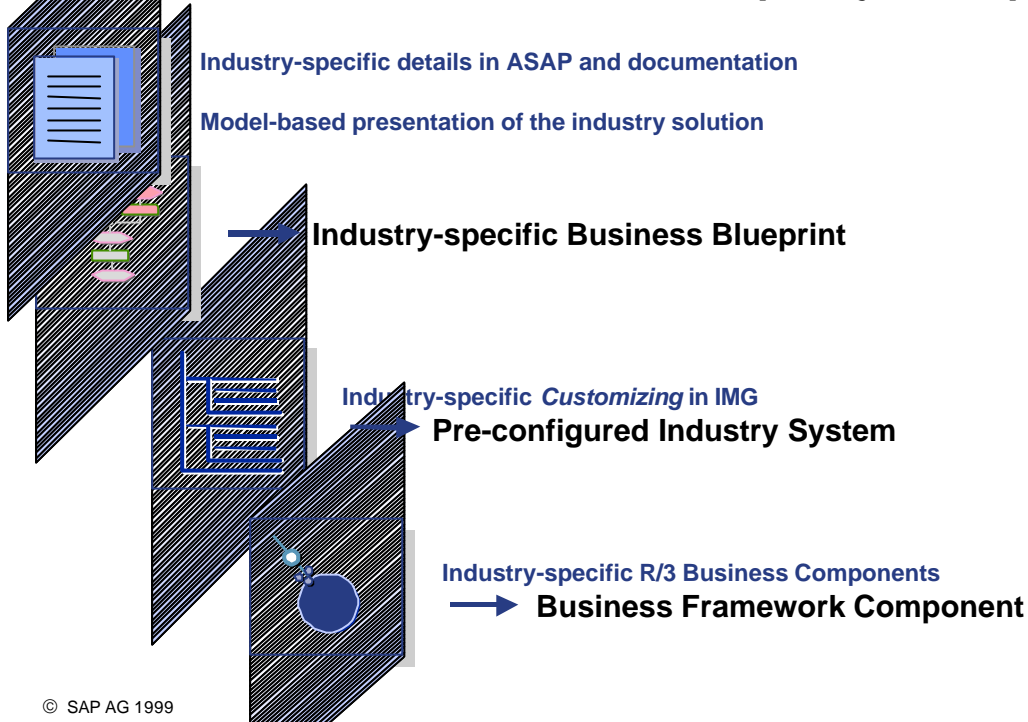 Industry-specific details in ASAP and documentation
Model-based presentation of the industry solution
Industry-specific Business Blueprint
Industry-specific Customizing in IMG
Pre-configured Industry System
Industry-specific R/3 Business Components
Business Framework Component
© SAP AG 1999